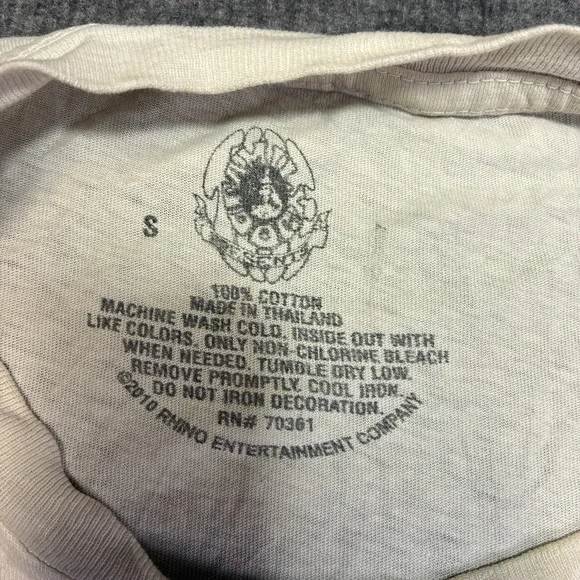 S
PRESENTS
100% COTTON
MADE IN THAILAND
MACHINE WASH COLD. INSIDE OUT WITH
LIKE COLORS. ONLY NON-CHLORINE BLEACH
WHEN NEEDED. TUMBLE DRY LOW.
REMOVE PROMPTLY. COOL IRON.
DO NOT IRON DECORATION.
RN# 70361
©2010 RHINO ENTERTAINMENT COMPANY